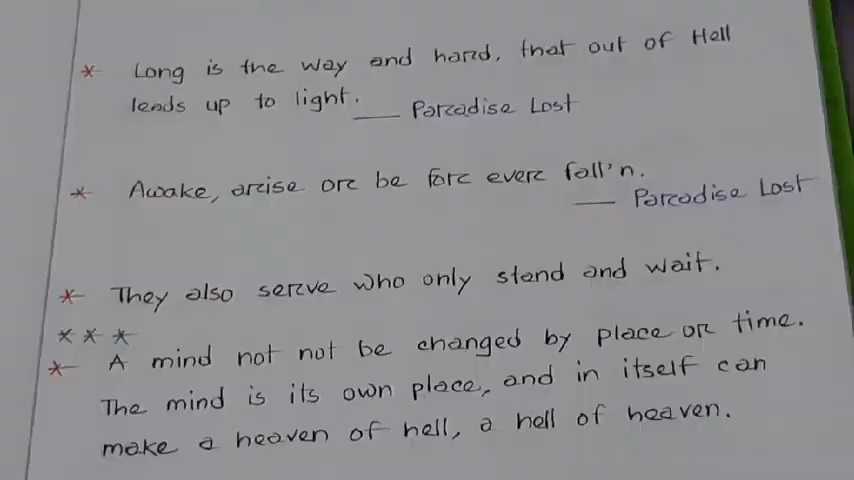 * Long is the way and hard, that out of Hell
leads up to light. __ Paradise Lost
* Awake, arise or be for ever fall'n.
__ Paradise Lost
* They also serve who only stand and wait.
* * *
* A mind not not be changed by place or time.
The mind is its own place, and in itself can
make a heaven of hell, a hell of heaven.